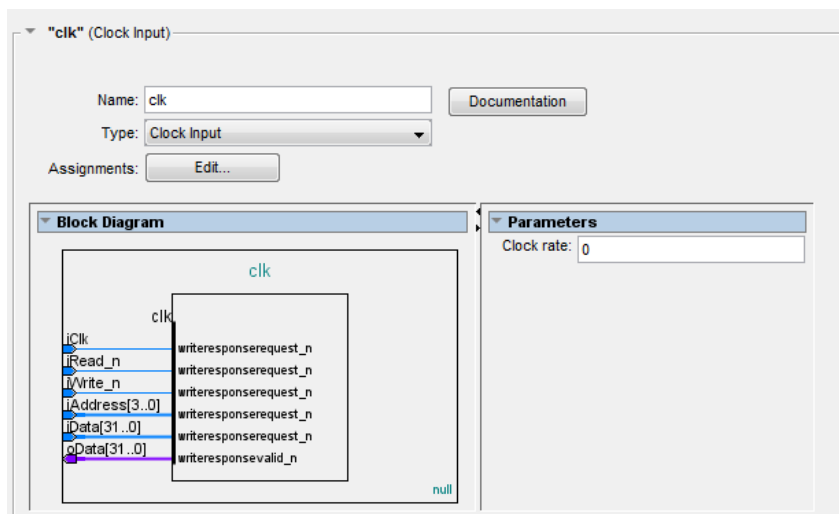 "clk" (Clock Input)
Name: clk
Documentation
Type: Clock Input
Assignments: Edit...
Block Diagram
clk
clk
iClk
writeresponserequest_n
iRead_n
writeresponserequest_n
iWrite_n
writeresponserequest_n
iAddress[3..0]
writeresponserequest_n
iData[31..0]
writeresponserequest_n
oData[31..0]
writeresponsevalid_n
null
Parameters
Clock rate: 0